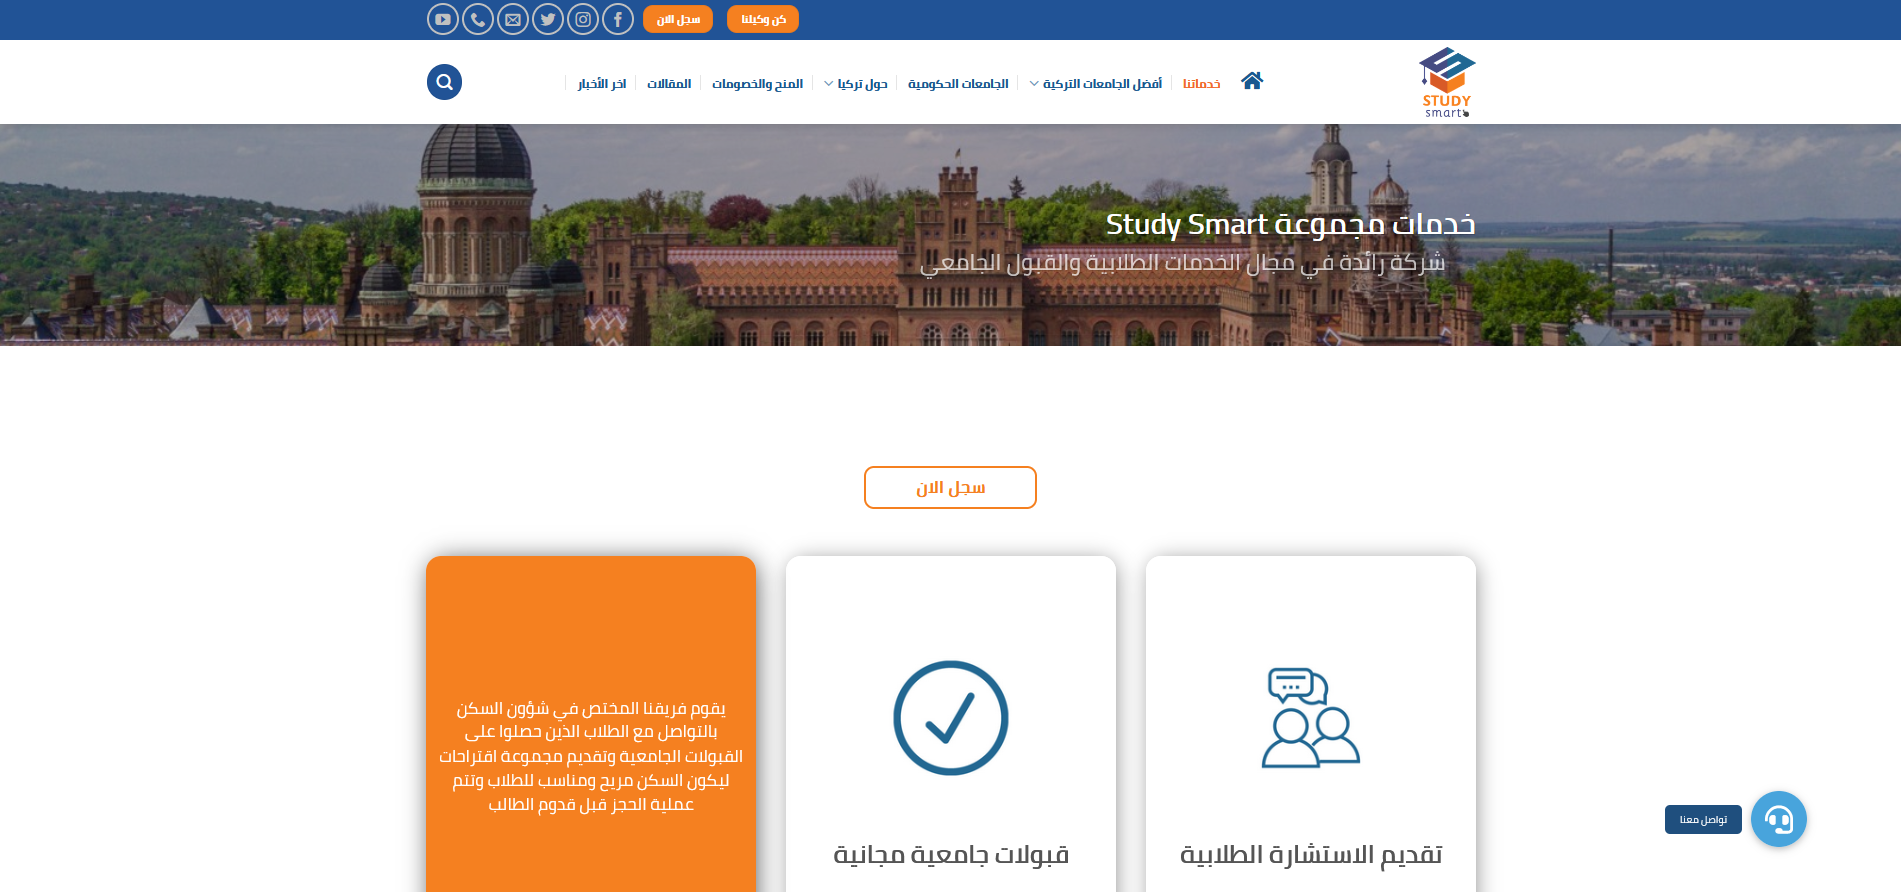 كن وكيلنا
سجل الان
STUDY
smart
خدماتنا
أفضل الجامعات التركية
الجامعات الحكومية
حول تركيا
المنح والخصومات
المقالات
اخر الأخبار
خدمات مجموعة Study Smart
شركة رائدة في مجال الخدمات الطلابية والقبول الجامعي
سجل الان
تقديم الاستشارة الطلابية
قبولات جامعية مجانية
يقوم فريقنا المختص في شؤون السكن
بالتواصل مع الطلاب الذين حصلوا على
القبولات الجامعية وتقديم مجموعة اقتراحات
ليكون السكن مريح ومناسب للطلاب وتتم
عملية الحجز قبل قدوم الطالب
تواصل معنا